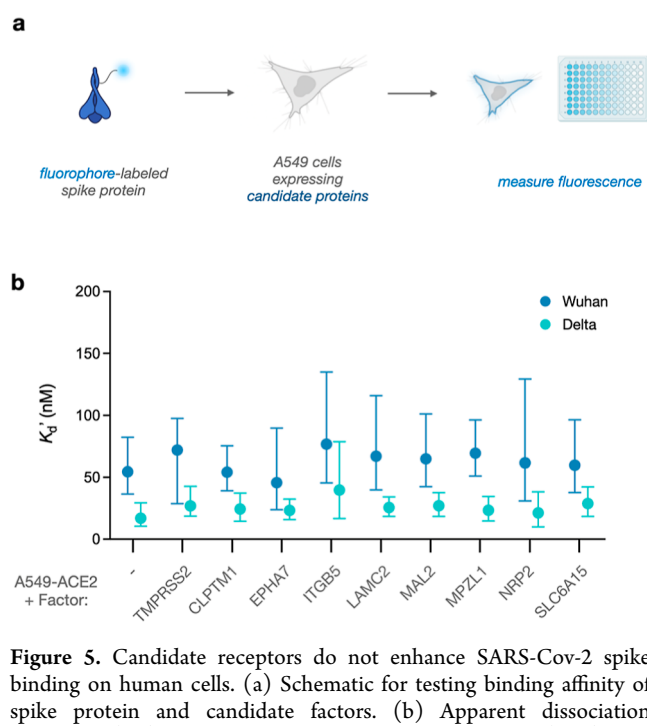 a
fluorophore-labeled
spike protein
A549 cells
expressing
candidate proteins
measure fluorescence
b
200
150
100
50
0
Kd' (nM)
Wuhan
Delta
A549-ACE2
+ Factor:
-
TMPRSS2
CLPTM1
EPHA7
ITGB5
LAMC2
MAL2
MPZL1
NRP2
SLC6A15
Figure 5. Candidate receptors do not enhance SARS-Cov-2 spike
binding on human cells. (a) Schematic for testing binding affinity of
spike protein and candidate factors. (b) Apparent dissociation